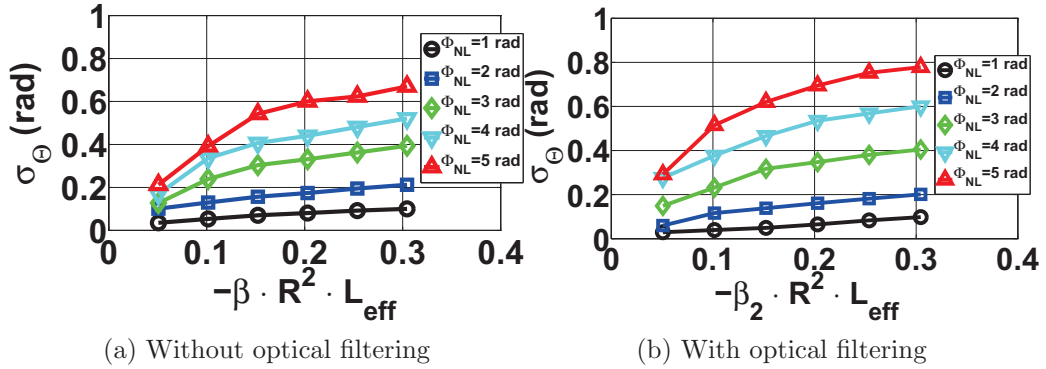 σΘ (rad)
1
0.8
0.6
0.4
0.2
0
0
0.1
0.2
0.3
0.4
−β · R² · Leff
ΦNL=1 rad
ΦNL=2 rad
ΦNL=3 rad
ΦNL=4 rad
ΦNL=5 rad
(a) Without optical filtering
σΘ (rad)
1
0.8
0.6
0.4
0.2
0
0
0.1
0.2
0.3
0.4
−β2 · R² · Leff
ΦNL=1 rad
ΦNL=2 rad
ΦNL=3 rad
ΦNL=4 rad
ΦNL=5 rad
(b) With optical filtering